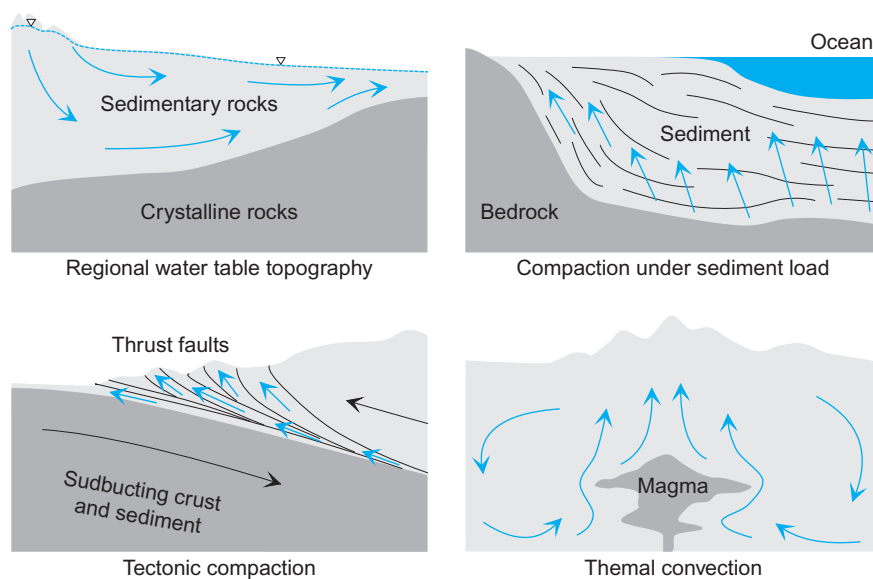 Sedimentary rocks
Crystalline rocks
Regional water table topography
Ocean
Sediment
Bedrock
Compaction under sediment load
Thrust faults
Sudbucting crust
and sediment
Tectonic compaction
Magma
Themal convection